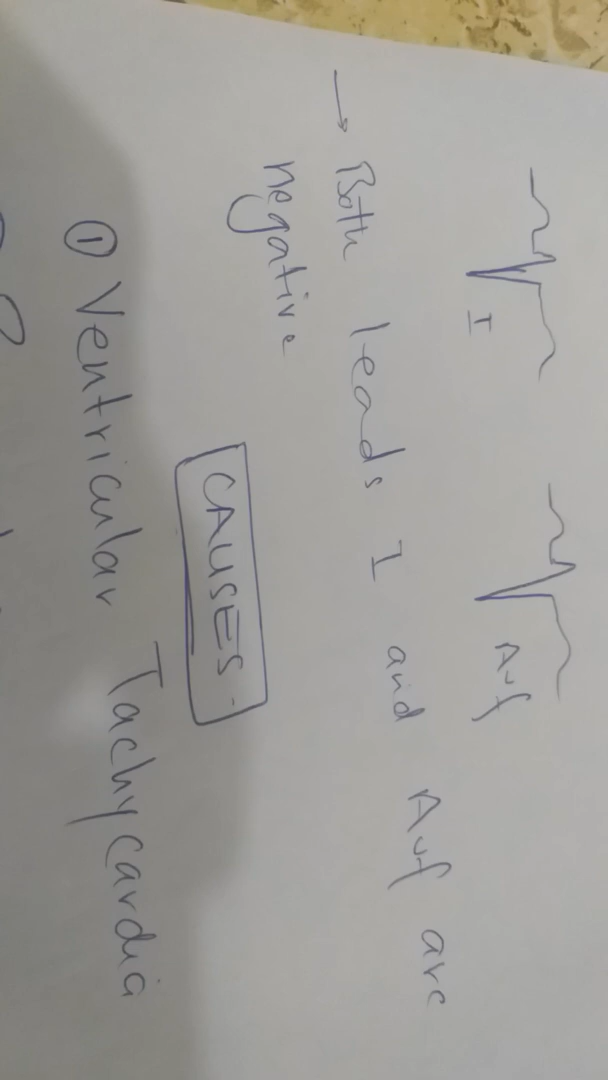 I Avf
→ Both leads I and Avf are
negative
CAUSES
① Ventricular Tachycardia